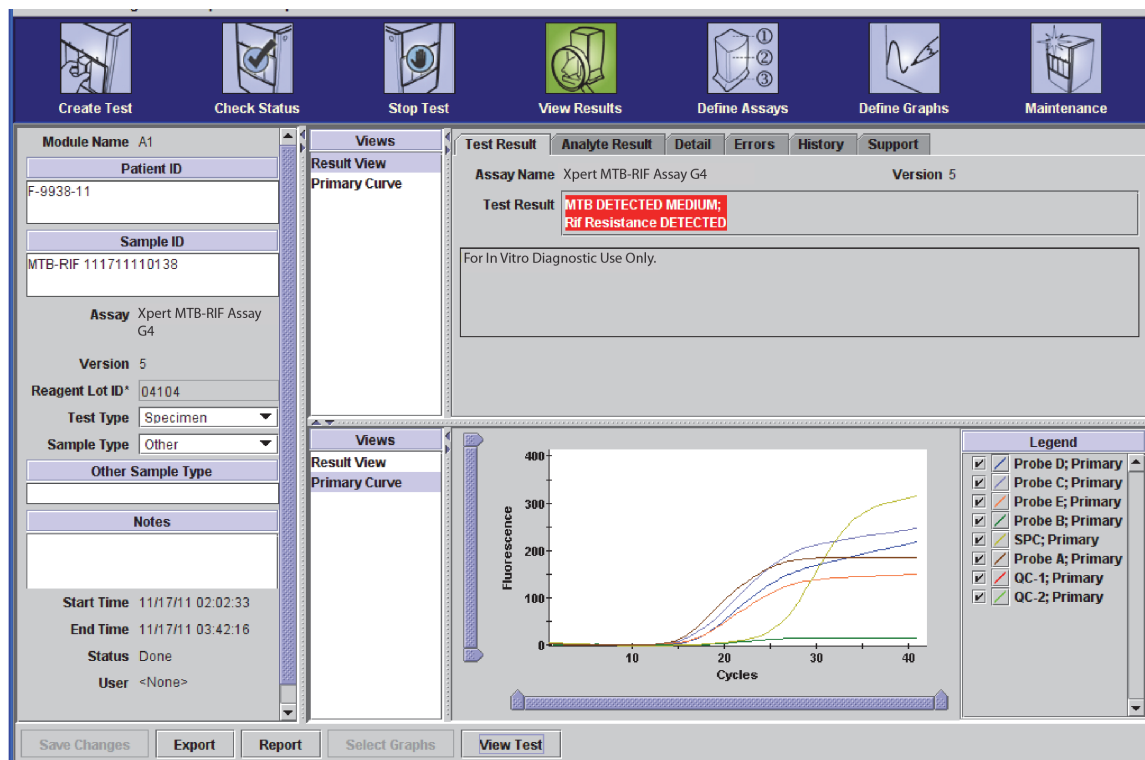 Create Test
Check Status
Stop Test
View Results
①
②
③
Define Assays
Define Graphs
Maintenance
Module Name A1
Patient ID
F-9938-11
Sample ID
MTB-RIF 111711110138
Assay Xpert MTB-RIF Assay
G4
Version 5
Reagent Lot ID* 04104
Test Type Specimen
Sample Type Other
Other Sample Type
Notes
Start Time 11/17/11 02:02:33
End Time 11/17/11 03:42:16
Status Done
User <None>
Views
Result View
Primary Curve
Test Result
Analyte Result
Detail
Errors
History
Support
Assay Name Xpert MTB-RIF Assay G4
Version 5
Test Result MTB DETECTED MEDIUM;
Rif Resistance DETECTED
For In Vitro Diagnostic Use Only.
Views
Result View
Primary Curve
Fluorescence
400
300
200
100
0
10 20 30 40
Cycles
Legend
Probe D; Primary
Probe C; Primary
Probe E; Primary
Probe B; Primary
SPC; Primary
Probe A; Primary
QC-1; Primary
QC-2; Primary
Save Changes
Export
Report
Select Graphs
View Test